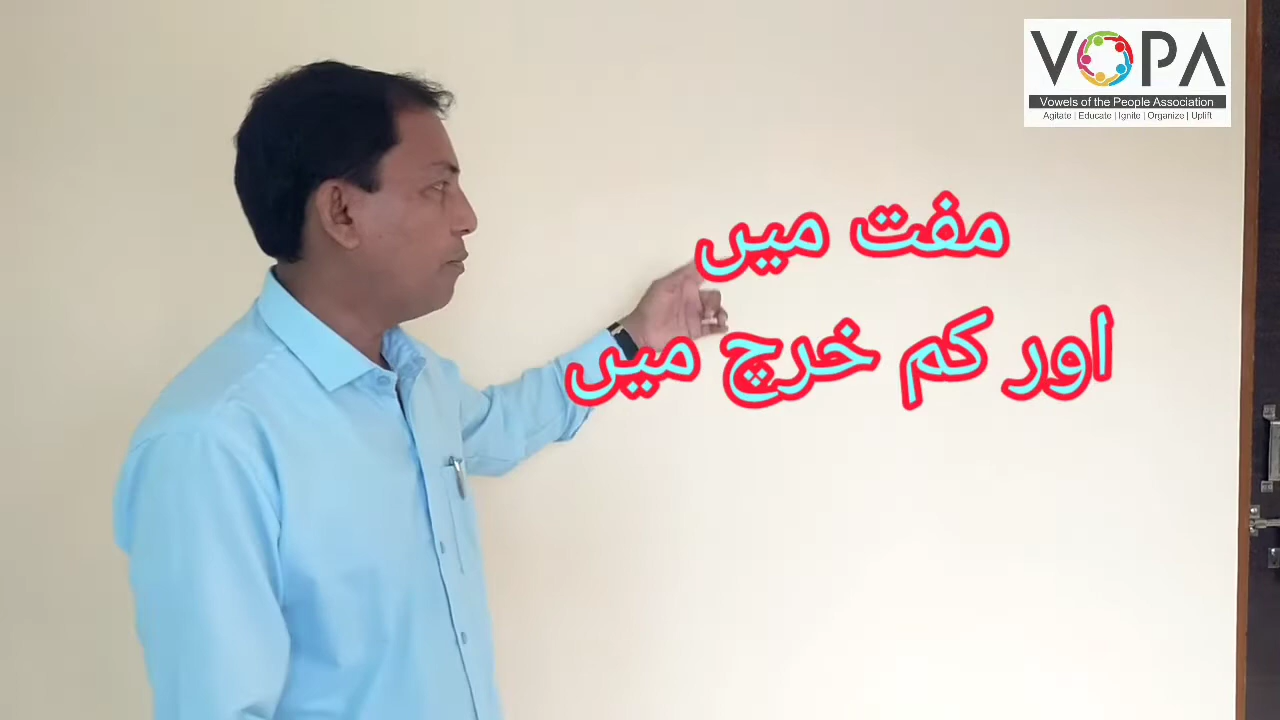 VOPA
Vowels of the People Association
Agitate | Educate | Ignite | Organize | Uplift
مفت میں
اور کم خرچ میں